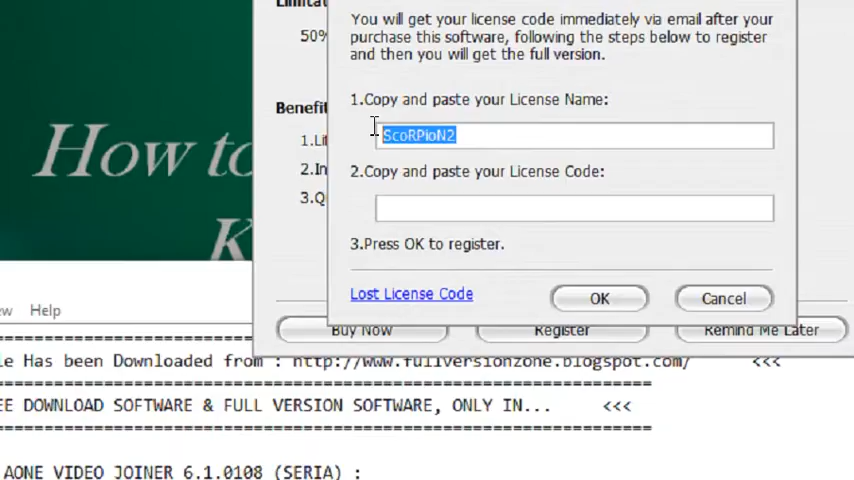 Limitat
50%
Benefit
1.Li
2.In
3.Q
You will get your license code immediately via email after your
purchase this software, following the steps below to register
and then you will get the full version.
1.Copy and paste your License Name:
ScoRPioN2
2.Copy and paste your License Code:
3.Press OK to register.
Lost License Code
OK
Cancel
Buy Now
Register
Remind Me Later
How to
K
ew Help
le Has been Downloaded from : http://www.fullversionzone.blogspot.com/ <<<
EE DOWNLOAD SOFTWARE & FULL VERSION SOFTWARE, ONLY IN... <<<
AONE VIDEO JOINER 6.1.0108 (SERIA) :